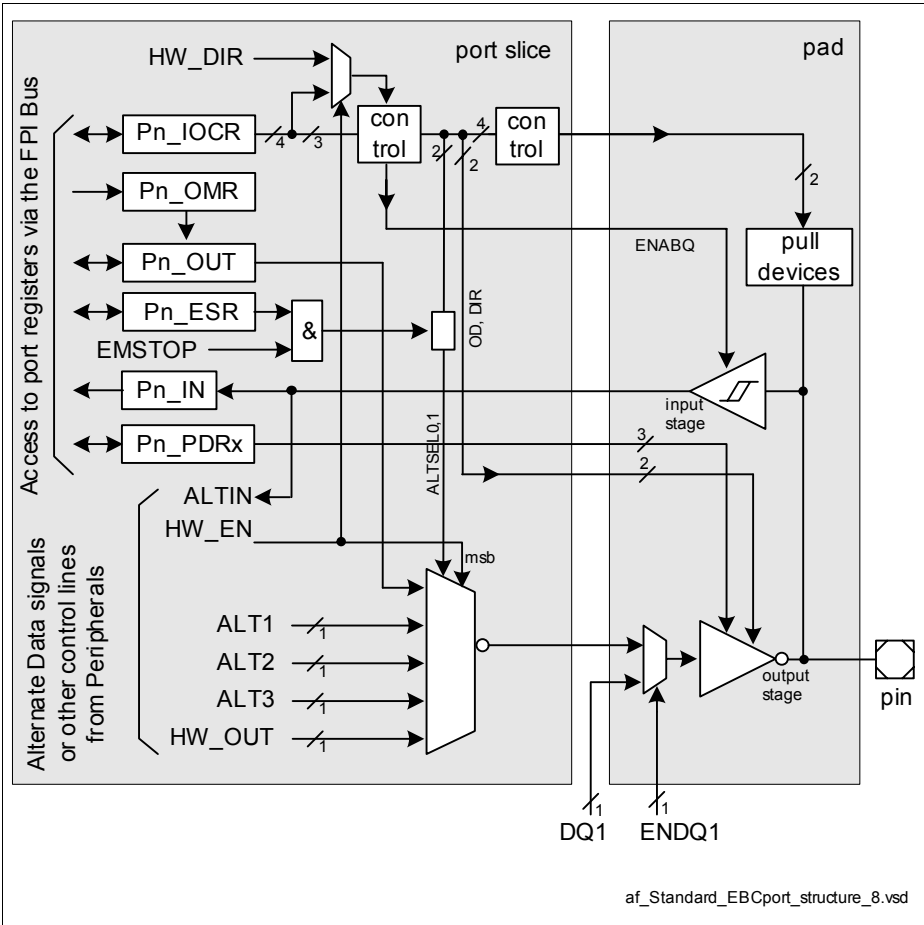 port slice
pad
Access to port registers via the FPI Bus
HW_DIR
Pn_IOCR
4
3
con
trol
2
2
4
con
trol
2
Pn_OMR
Pn_OUT
ENABQ
pull
devices
Pn_ESR
&
EMSTOP
OD, DIR
Pn_IN
input
stage
ALTSEL0,1
Pn_PDRx
3
2
ALTIN
HW_EN
msb
Alternate Data signals
or other control lines
from Peripherals
ALT1
1
ALT2
1
ALT3
1
HW_OUT
1
output
stage
pin
1
1
DQ1
ENDQ1
af_Standard_EBCport_structure_8.vsd